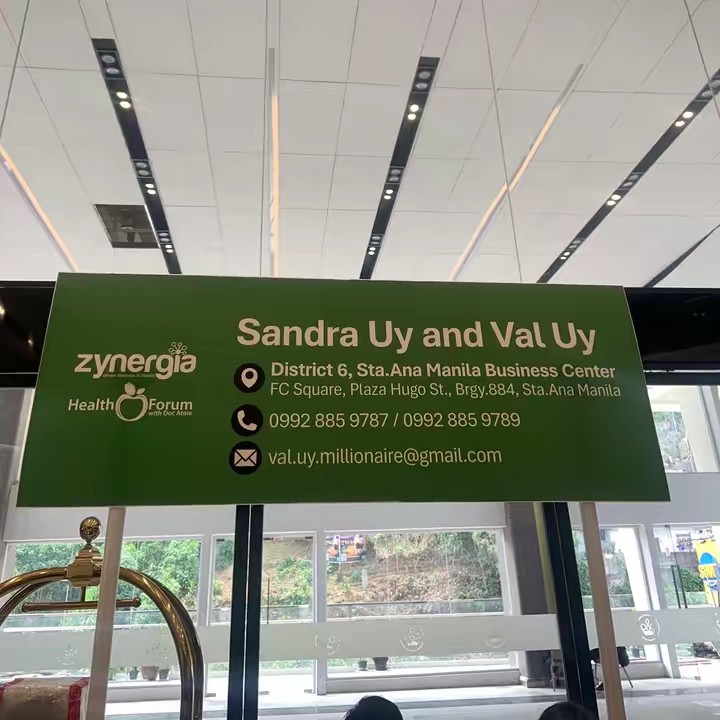 zynergia
Health Forum
with Doc Atoie
Sandra Uy and Val Uy
District 6, Sta.Ana Manila Business Center
FC Square, Plaza Hugo St., Brgy.884, Sta.Ana Manila
0992 885 9787 / 0992 885 9789
val.uy.millionaire@gmail.com